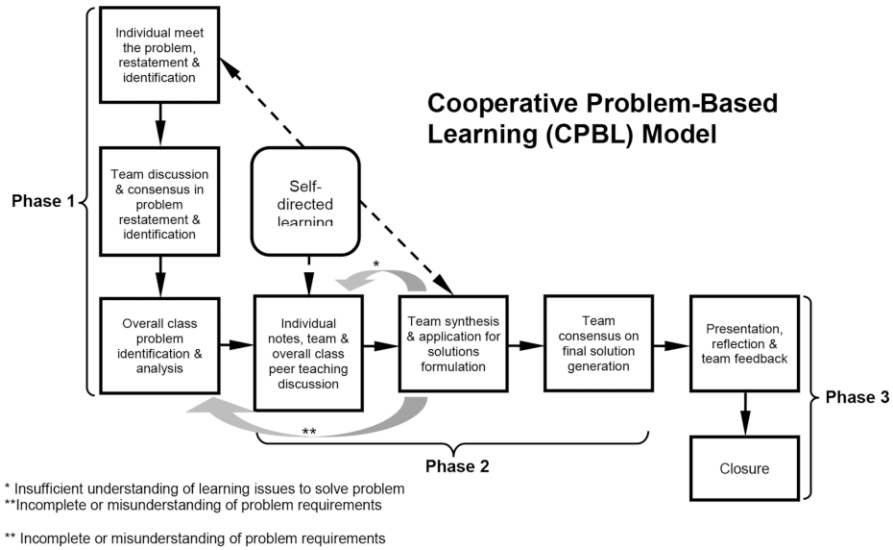 Individual meet
the problem,
restatement &
identification
Cooperative Problem-Based
Learning (CPBL) Model
Phase 1
Team discussion
& consensus in
problem
restatement &
identification
Self-
directed
learning
*
Overall class
problem
identification &
analysis
Individual
notes, team &
overall class
peer teaching
discussion
Team synthesis
& application for
solutions
formulation
Team
consensus on
final solution
generation
Presentation,
reflection &
team feedback
Phase 3
**
Phase 2
Closure
* Insufficient understanding of learning issues to solve problem
**Incomplete or misunderstanding of problem requirements
** Incomplete or misunderstanding of problem requirements